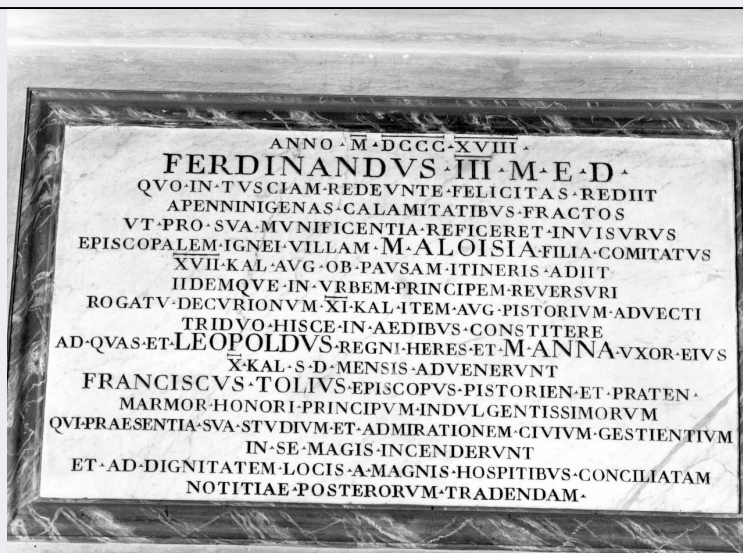 ANNO · M · DCCC · XVIII ·
FERDINANDVS · III · M · E · D ·
QVO · IN · TVSCIAM · REDEVNTE · FELICITAS · REDIIT
APENNINIGENAS · CALAMITATIBVS · FRACTOS
VT · PRO · SVA · MVNIFICENTIA · REFICERET · INVISVRVS
EPISCOPALEM · IGNEI · VILLAM · M · ALOISIA · FILIA · COMITATVS
XVII · KAL · AVG · OB · PAVSAM · ITINERIS · ADIIT
IIDEMQVE · IN · VRBEM · PRINCIPEM · REVERSVRI
ROGATV · DECVRIONVM · XI · KAL · ITEM · AVG · PISTORIVM · ADVECTI
TRIDVO · HISCE · IN · AEDIBVS · CONSTITERE
AD · QVAS · ET · LEOPOLDVS · REGNI · HERES · ET · M · ANNA · VXOR · EIVS
X · KAL · S · D · MENSIS · ADVENERVNT
FRANCISCVS · TOLIVS · EPISCOPVS · PISTORIEN · ET · PRATEN ·
MARMOR · HONORI · PRINCIPVM · INDVLGENTISSIMORVM
QVI · PRAESENTIA · SVA · STVDIVM · ET · ADMIRATIONEM · CIVIVM · GESTIENTIVM
IN · SE · MAGIS · INCENDERVNT
ET · AD · DIGNITATEM · LOCIS · A · MAGNIS · HOSPITIBVS · CONCILIATAM
NOTITIAE · POSTERORVM · TRADENDAM ·